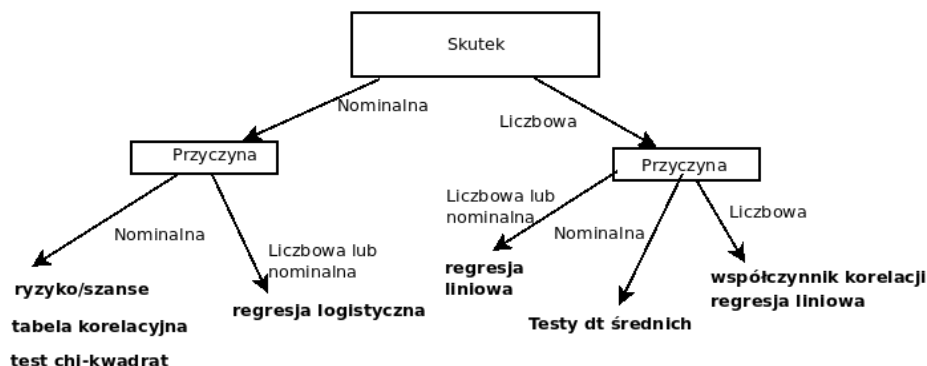 Skutek
Nominalna
Liczbowa
Przyczyna
Przyczyna
Nominalna
Liczbowa lub
nominalna
Liczbowa lub
nominalna
Nominalna
Liczbowa
ryzyko/szanse
tabela korelacyjna
test chi-kwadrat
regresja logistyczna
regresja
liniowa
Testy dt średnich
współczynnik korelacji
regresja liniowa